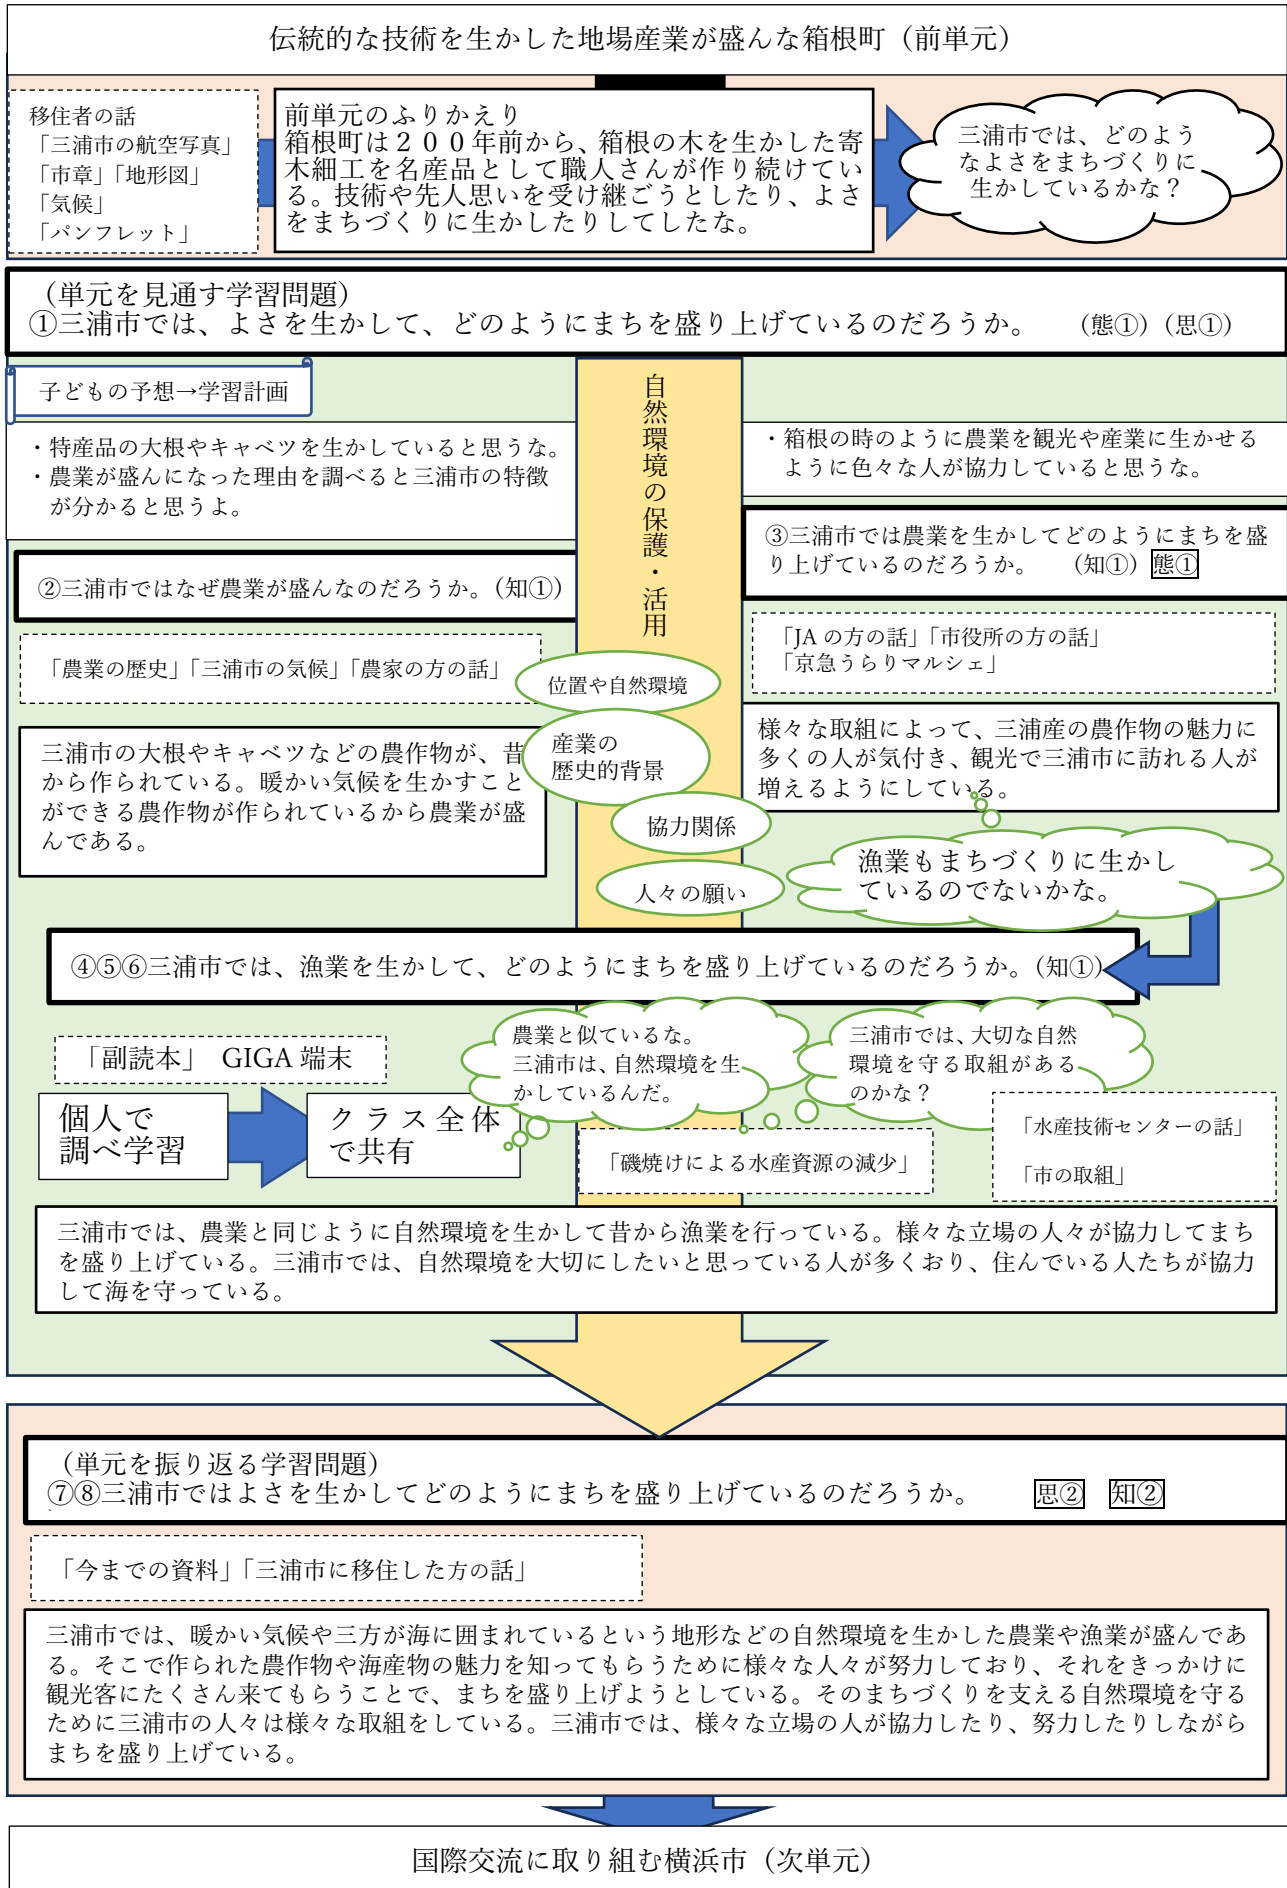 伝統的な技術を生かした地場産業が盛んな箱根町（前単元）
移住者の話
「三浦市の航空写真」
「市章」「地形図」
「気候」
「パンフレット」
前単元のふりかえり
箱根町は２００年前から、箱根の木を生かした寄
木細工を名産品として職人さんが作り続けてい
る。技術や先人思いを受け継ごうとしたり、よさ
をまちづくりに生かしたりしてしたな。
三浦市では、どのよう
なよさをまちづくりに
生かしているかな？
（単元を見通す学習問題）
①三浦市では、よさを生かして、どのようにまちを盛り上げているのだろうか。　（態①）（思①）
子どもの予想→学習計画
・特産品の大根やキャベツを生かしていると思うな。
・農業が盛んになった理由を調べると三浦市の特徴
が分かると思うよ。
自然環境の保護・活用
・箱根の時のように農業を観光や産業に生かせる
ように色々な人が協力していると思うな。
②三浦市ではなぜ農業が盛んなのだろうか。（知①）
③三浦市では農業を生かしてどのようにまちを盛
り上げているのだろうか。　（知①）態①
「農業の歴史」「三浦市の気候」「農家の方の話」
「JA の方の話」「市役所の方の話」
「京急うらりマルシェ」
位置や自然環境
産業の
歴史的背景
協力関係
人々の願い
三浦市の大根やキャベツなどの農作物が、昔
から作られている。暖かい気候を生かすこと
ができる農作物が作られているから農業が盛
んである。
様々な取組によって、三浦産の農作物の魅力に
多くの人が気付き、観光で三浦市に訪れる人が
増えるようにしている。
漁業もまちづくりに生かし
ているのでないかな。
④⑤⑥三浦市では、漁業を生かして、どのようにまちを盛り上げているのだろうか。（知①）
「副読本」　GIGA 端末
農業と似ているな。
三浦市は、自然環境を生
かしているんだ。
三浦市では、大切な自然
環境を守る取組がある
のかな？
個人で
調べ学習
クラス全体
で共有
「磯焼けによる水産資源の減少」
「水産技術センターの話」
「市の取組」
三浦市では、農業と同じように自然環境を生かして昔から漁業を行っている。様々な立場の人々が協力してまち
を盛り上げている。三浦市では、自然環境を大切にしたいと思っている人が多くおり、住んでいる人たちが協力
して海を守っている。
（単元を振り返る学習問題）
⑦⑧三浦市ではよさを生かしてどのようにまちを盛り上げているのだろうか。　　思②　知②
「今までの資料」「三浦市に移住した方の話」
三浦市では、暖かい気候や三方が海に囲まれているという地形などの自然環境を生かした農業や漁業が盛んであ
る。そこで作られた農作物や海産物の魅力を知ってもらうために様々な人々が努力しており、それをきっかけに
観光客にたくさん来てもらうことで、まちを盛り上げようとしている。そのまちづくりを支える自然環境を守る
ために三浦市の人々は様々な取組をしている。三浦市では、様々な立場の人が協力したり、努力したりしながら
まちを盛り上げている。
国際交流に取り組む横浜市（次単元）